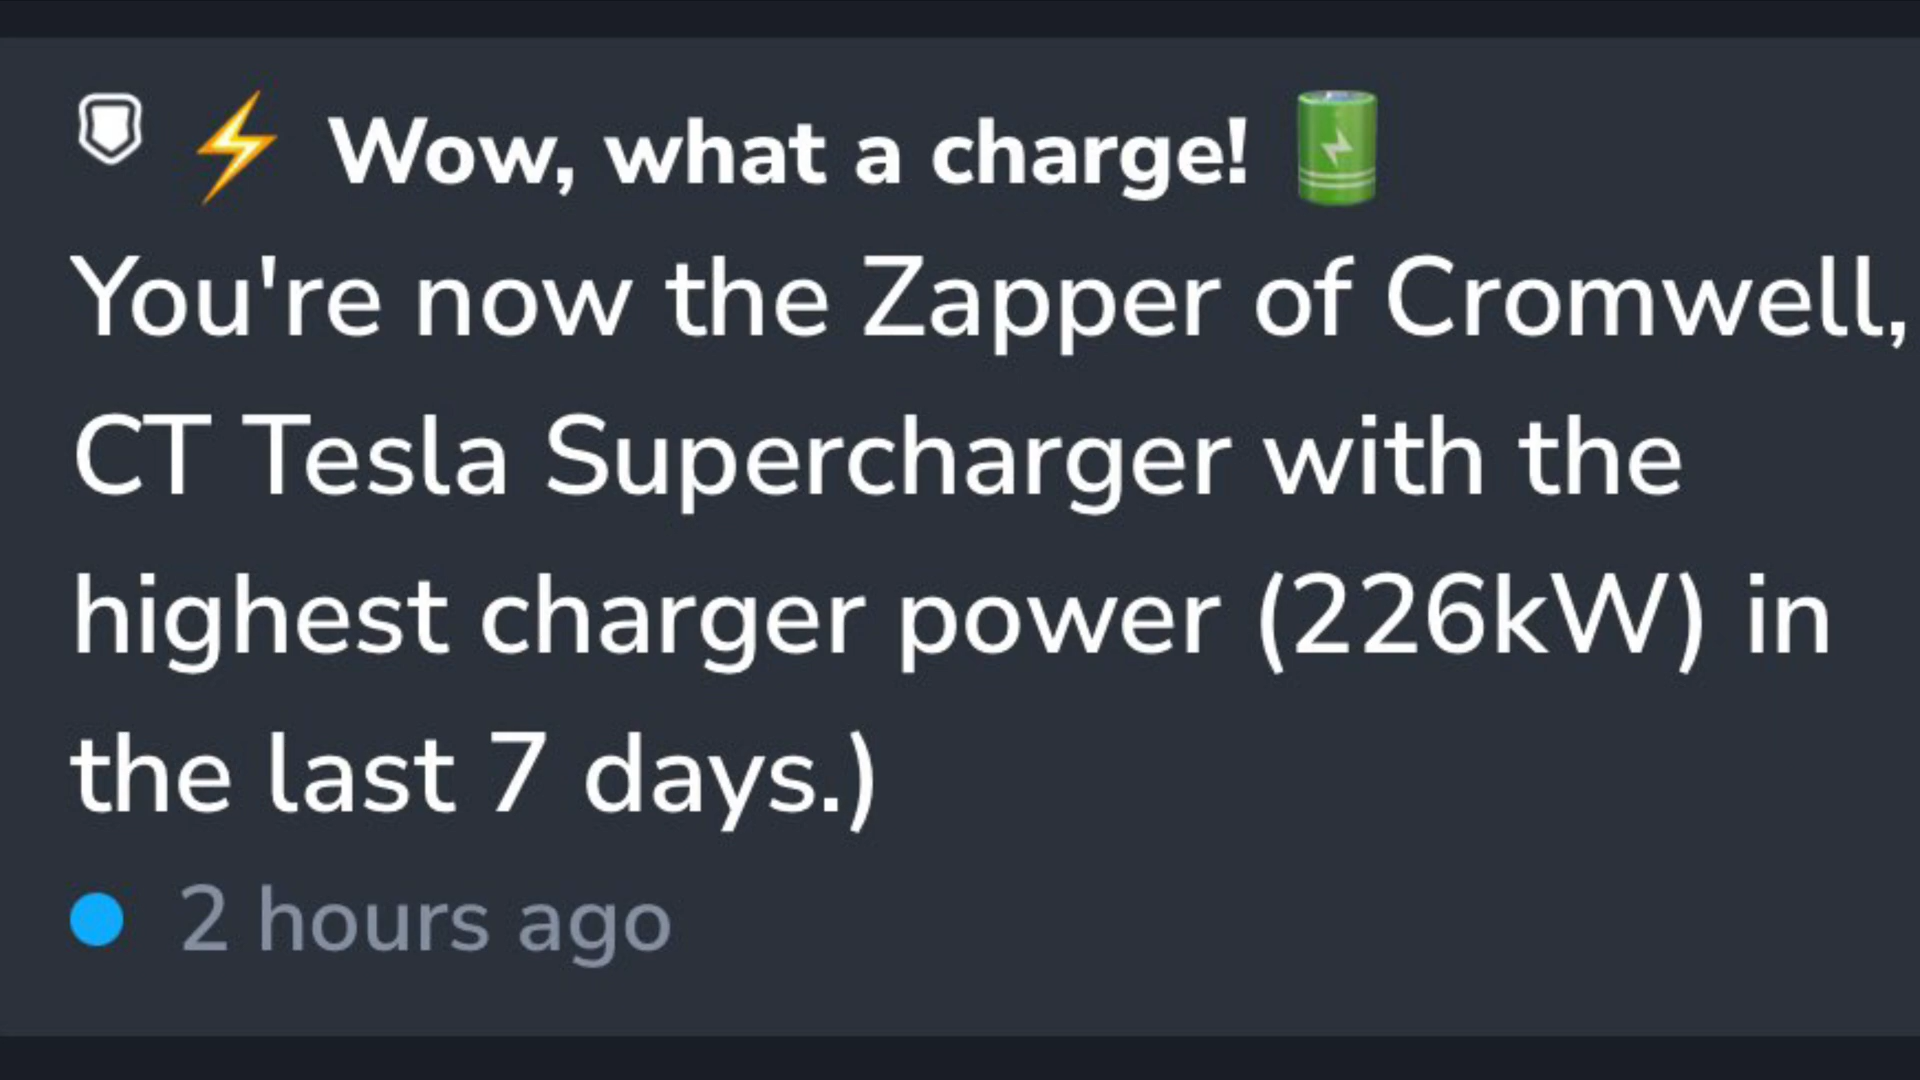 ⚡ Wow, what a charge! 🔋
You're now the Zapper of Cromwell,
CT Tesla Supercharger with the
highest charger power (226kW) in
the last 7 days.)
2 hours ago